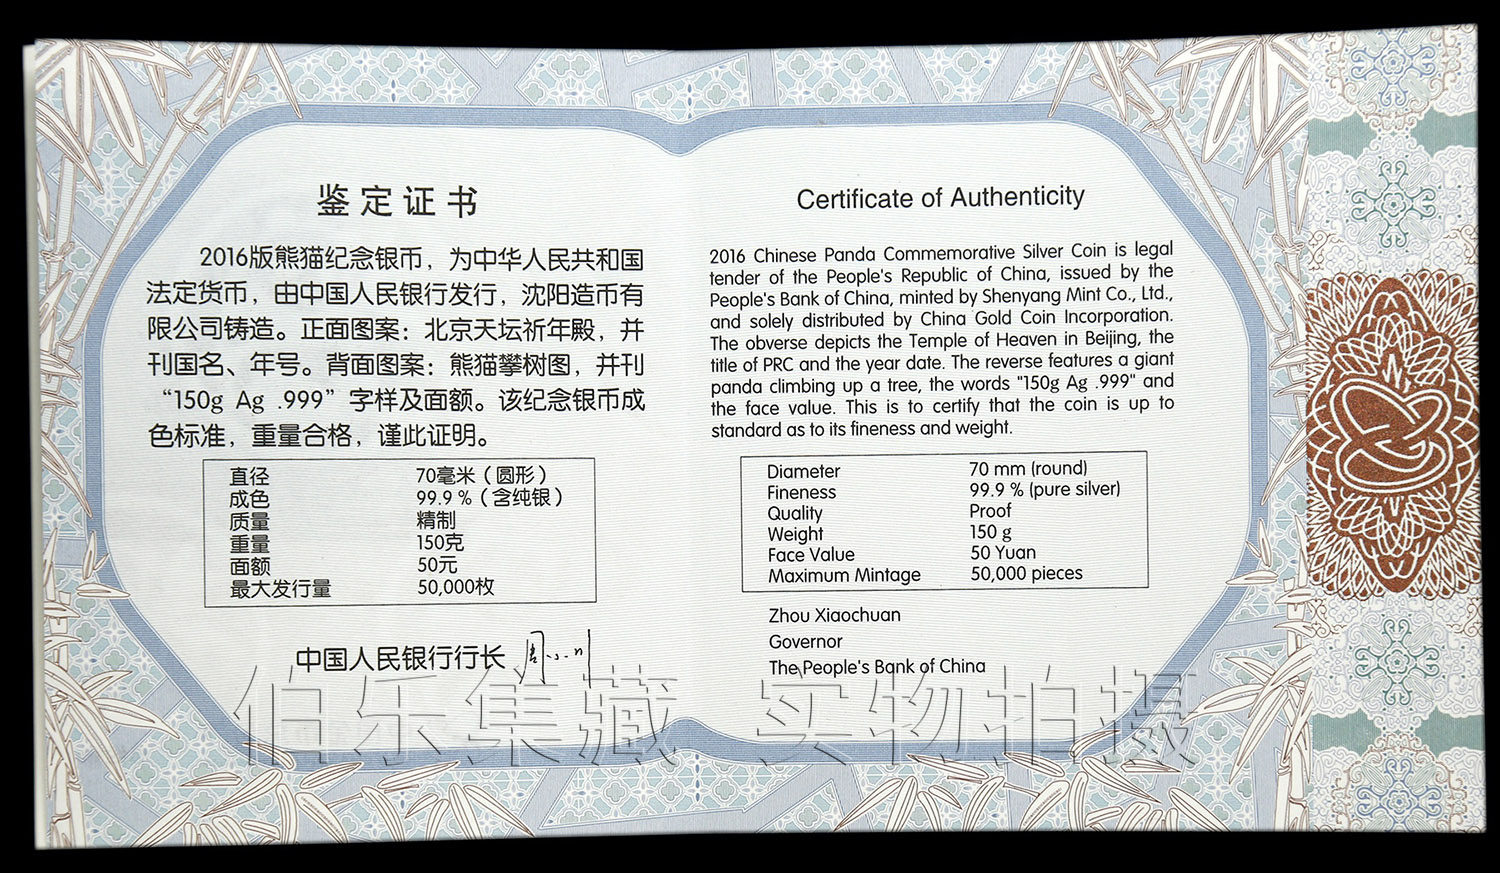 鉴定证书
2016版熊猫纪念银币，为中华人民共和国
法定货币，由中国人民银行发行，沈阳造币有
限公司铸造。正面图案：北京天坛祈年殿，并
刊国名、年号。背面图案：熊猫攀树图，并刊
“150g Ag .999”字样及面额。该纪念银币成
色标准，重量合格，谨此证明。
直径 70毫米（圆形）
成色 99.9 %（含纯银）
质量 精制
重量 150克
面额 50元
最大发行量 50,000枚
中国人民银行行长
Certificate of Authenticity
2016 Chinese Panda Commemorative Silver Coin is legal
tender of the People's Republic of China, issued by the
People's Bank of China, minted by Shenyang Mint Co., Ltd.,
and solely distributed by China Gold Coin Incorporation.
The obverse depicts the Temple of Heaven in Beijing, the
title of PRC and the year date. The reverse features a giant
panda climbing up a tree, the words "150g Ag .999" and
the face value. This is to certify that the coin is up to
standard as to its fineness and weight.
Diameter 70 mm (round)
Fineness 99.9 % (pure silver)
Quality Proof
Weight 150 g
Face Value 50 Yuan
Maximum Mintage 50,000 pieces
Zhou Xiaochuan
Governor
The People's Bank of China
伯乐集藏 实物拍摄